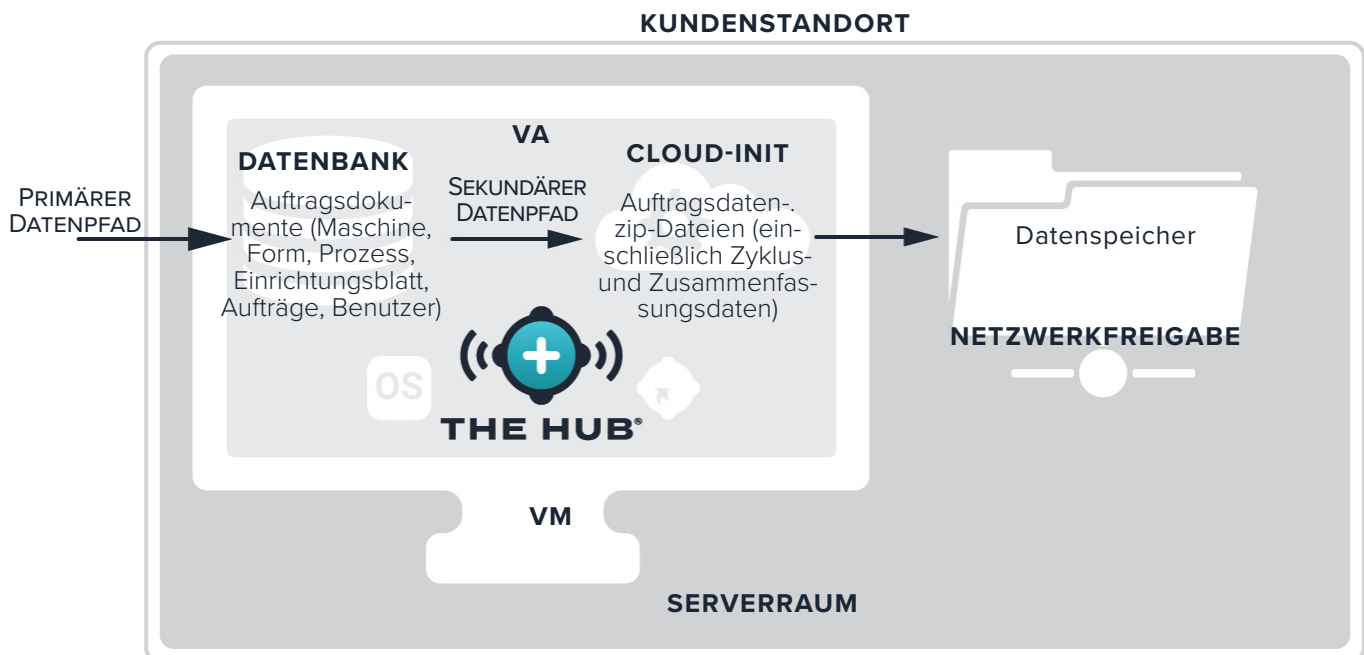 KUNDENSTANDORT
VA
DATENBANK
CLOUD-INIT
PRIMÄRER
DATENPFAD
Auftragsdoku-
mente (Maschine,
Form, Prozess,
Einrichtungsblatt,
Aufträge, Benutzer)
SEKUNDÄRER
DATENPFAD
Auftragsdaten-.
zip-Dateien (ein-
schließlich Zyklus-
und Zusammenfas-
sungsdaten)
Datenspeicher
NETZWERKFREIGABE
OS
THE HUB®
VM
SERVERRAUM